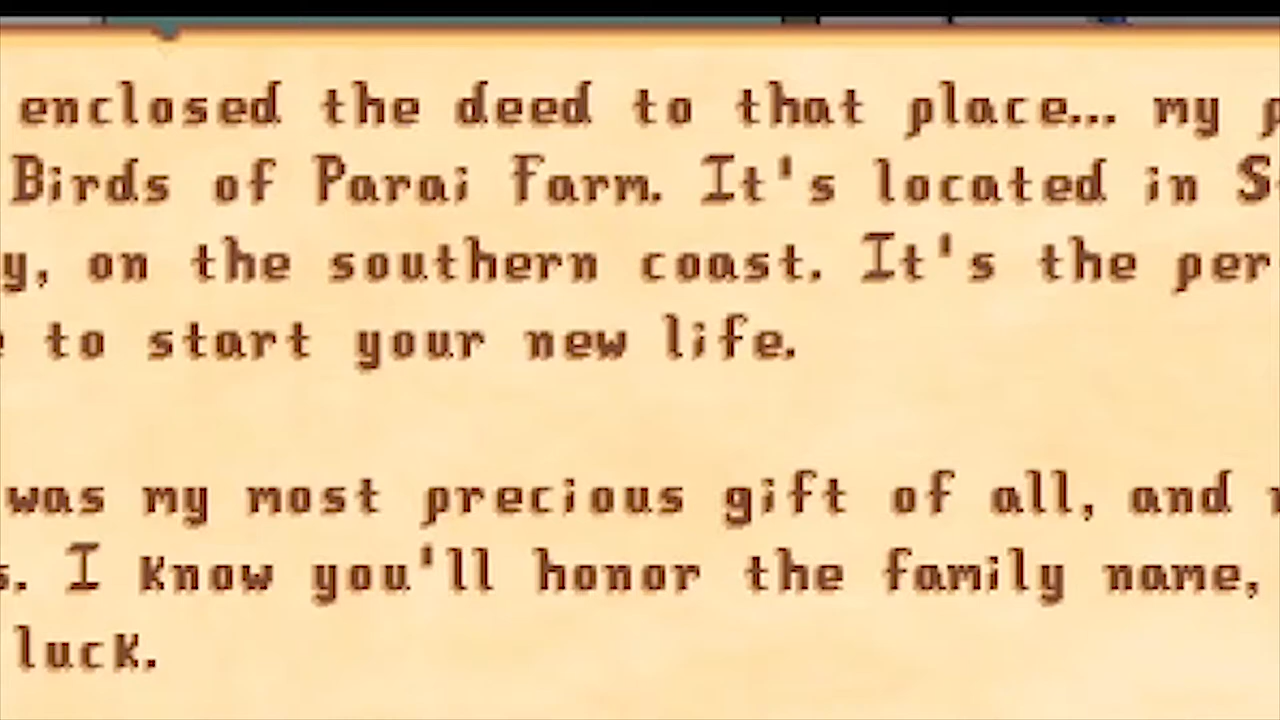 enclosed the deed to that place... my p
Birds of Parai Farm. It's located in S
y, on the southern coast. It's the per
e to start your new life.
was my most precious gift of all, and
s. I know you'll honor the family name,
luck.